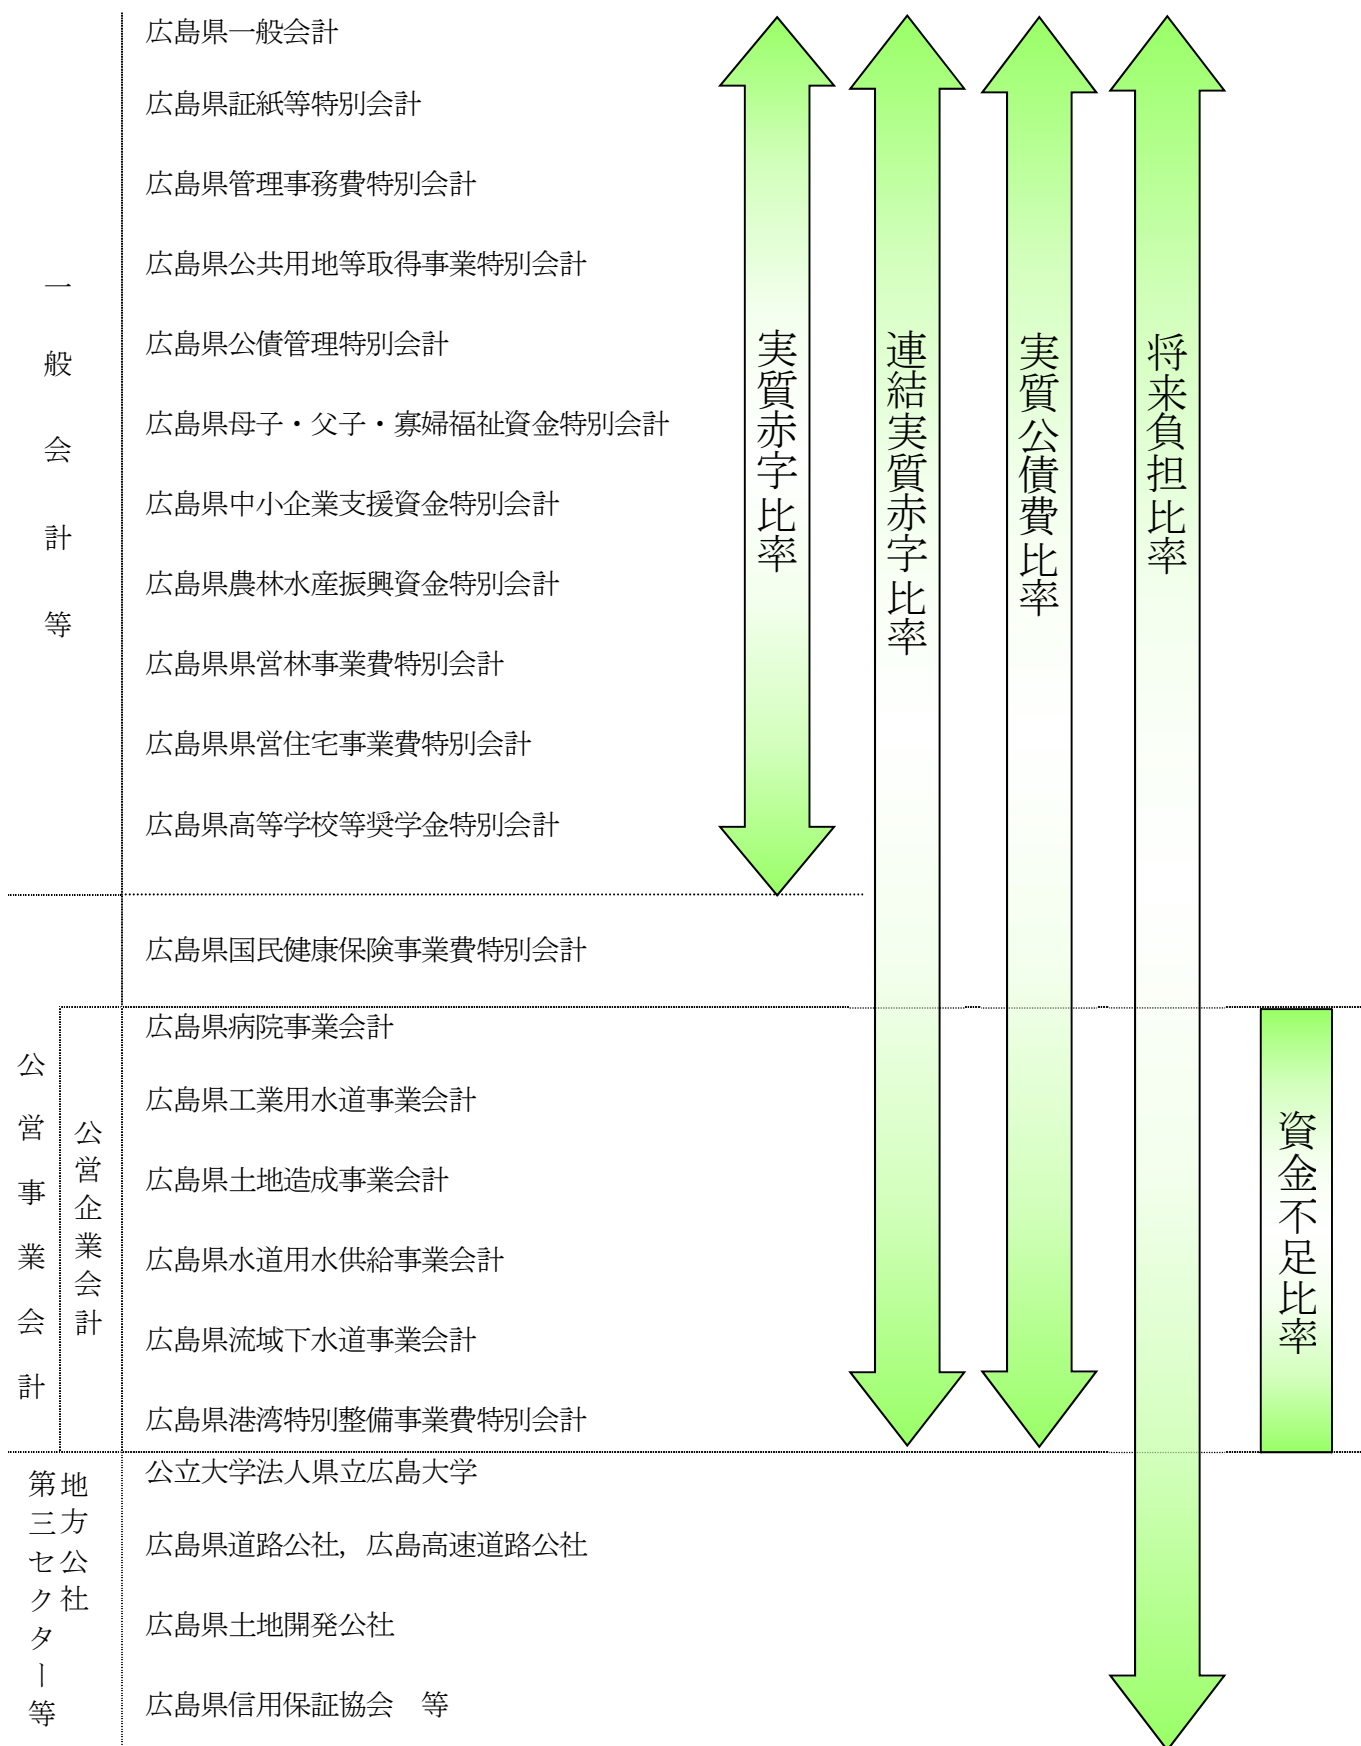 一般会計等
広島県一般会計
広島県証紙等特別会計
広島県管理事務費特別会計
広島県公共用地等取得事業特別会計
広島県公債管理特別会計
広島県母子・父子・寡婦福祉資金特別会計
広島県中小企業支援資金特別会計
広島県農林水産振興資金特別会計
広島県県営林事業費特別会計
広島県県営住宅事業費特別会計
広島県高等学校等奨学金特別会計
実質赤字比率
連結実質赤字比率
実質公債費比率
将来負担比率
公営事業会計
広島県国民健康保険事業費特別会計
公営企業会計
広島県病院事業会計
広島県工業用水道事業会計
広島県土地造成事業会計
広島県水道用水供給事業会計
広島県流域下水道事業会計
広島県港湾特別整備事業費特別会計
資金不足比率
地方公社
第三セクター等
公立大学法人県立広島大学
広島県道路公社，広島高速道路公社
広島県土地開発公社
広島県信用保証協会　等